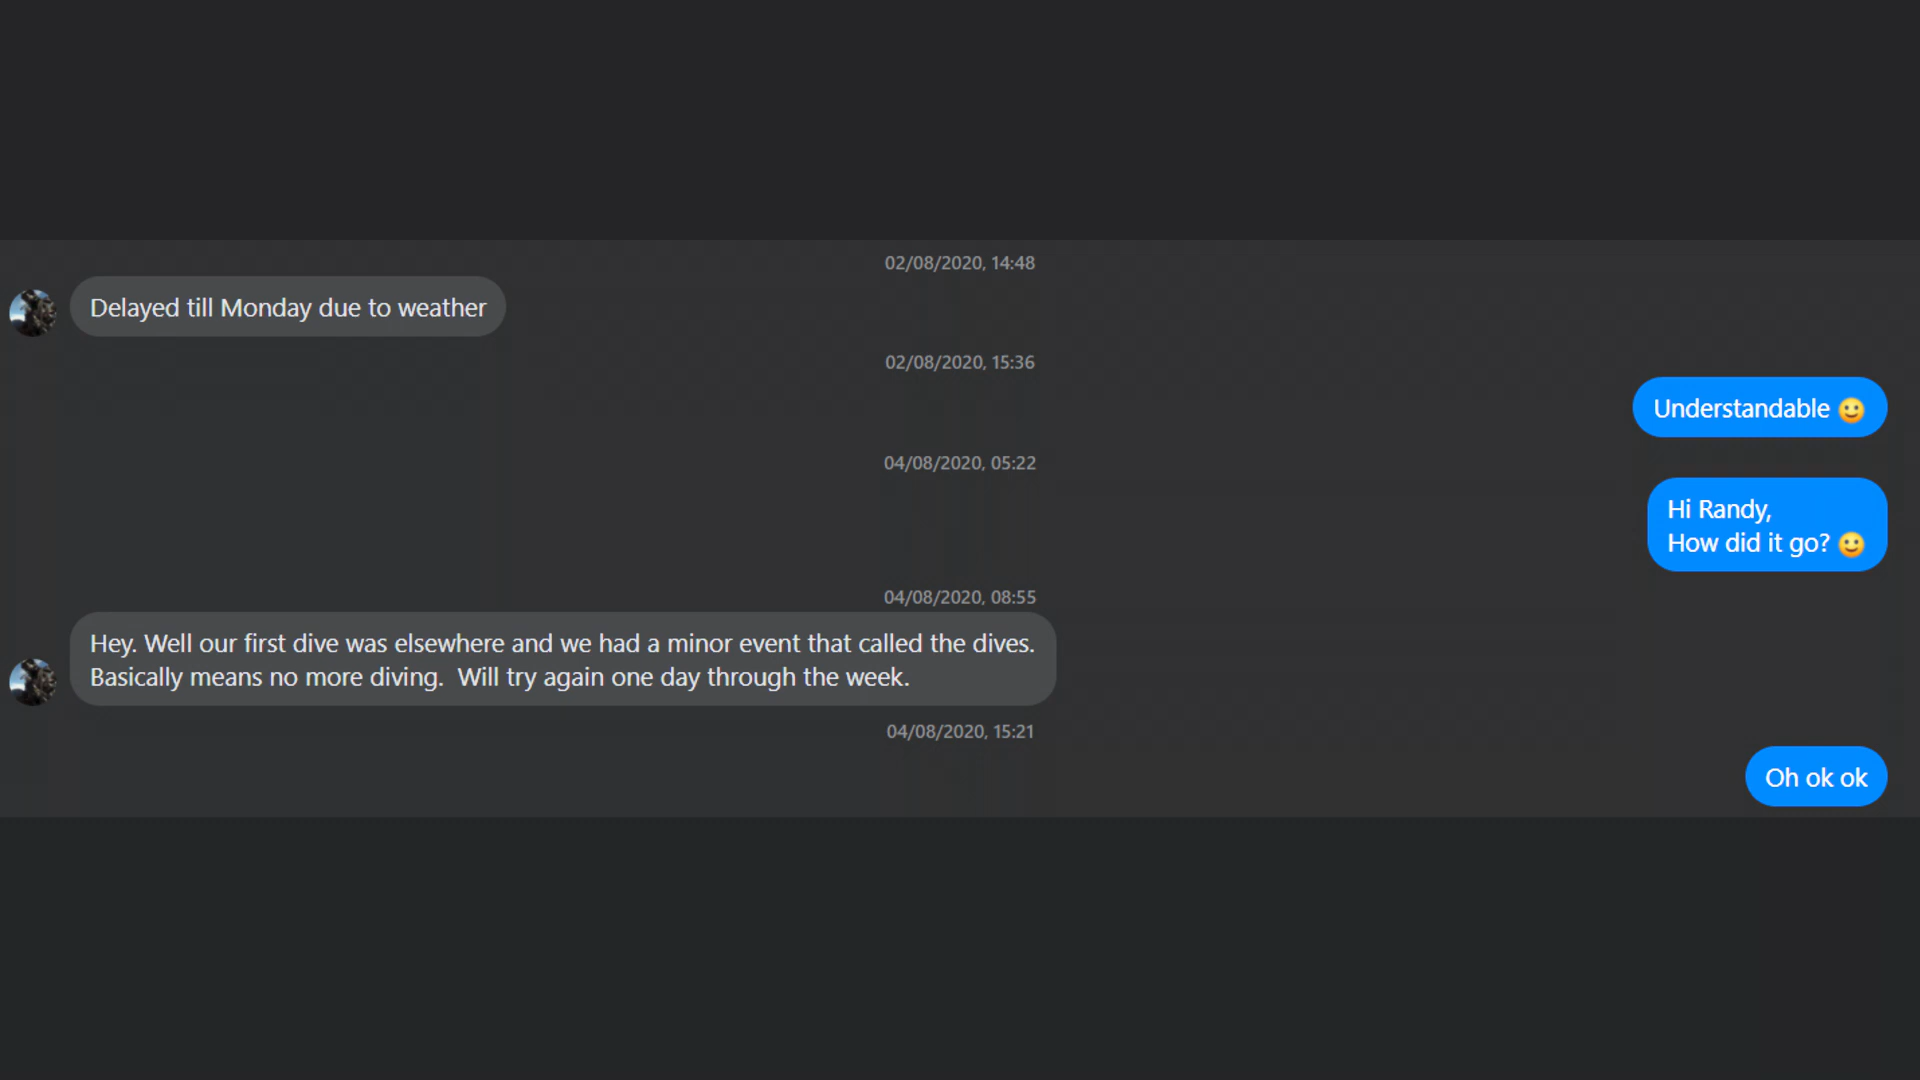 02/08/2020, 14:48
Delayed till Monday due to weather
02/08/2020, 15:36
Understandable 🙂
04/08/2020, 05:22
Hi Randy,
How did it go? 🙂
04/08/2020, 08:55
Hey. Well our first dive was elsewhere and we had a minor event that called the dives.
Basically means no more diving.  Will try again one day through the week.
04/08/2020, 15:21
Oh ok ok